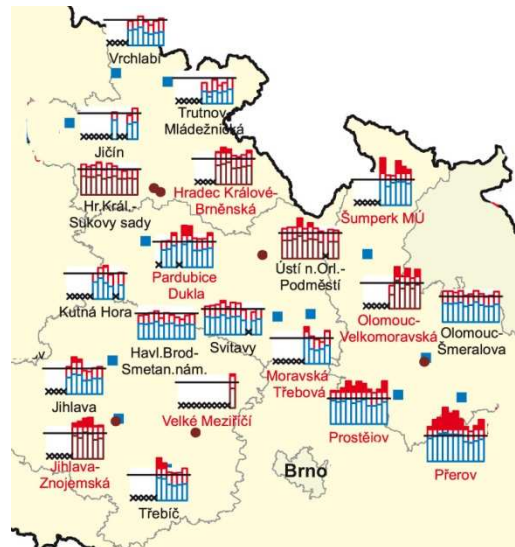 Vrchlabí
Trutnov-
Mládežnická
Jičín
Hr.Král.-
Sukovy sady
Hradec Králové-
Brněnská
Šumperk MÚ
Pardubice
Dukla
Ústí n.Orl.-
Podměstí
Kutná Hora
Havl.Brod-
Smetan.nám.
Svitavy
Olomouc-
Velkomoravská
Olomouc-
Šmeralova
Moravská
Třebová
Jihlava
Velké Meziříčí
Prostějov
Jihlava-
Znojemská
Brno
Přerov
Třebíč